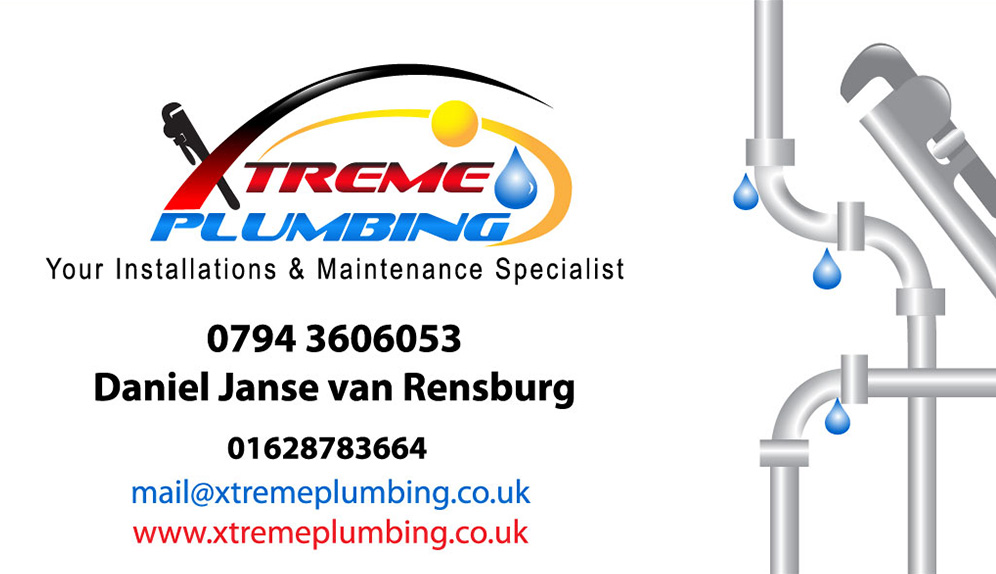 XTREME
PLUMBING
Your Installations & Maintenance Specialist
0794 3606053
Daniel Janse van Rensburg
01628783664
mail@xtremeplumbing.co.uk
www.xtremeplumbing.co.uk